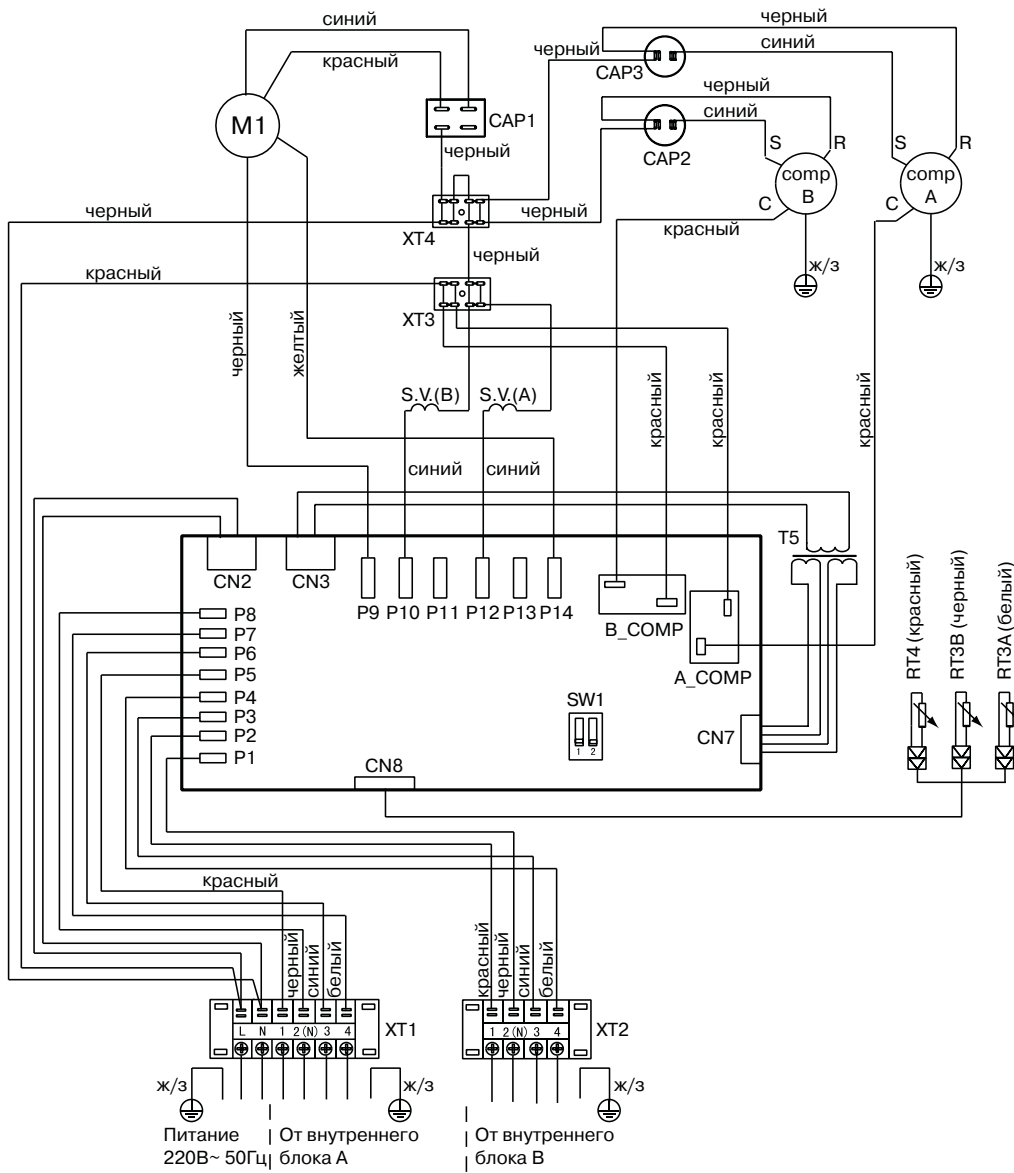 синий
красный
M1
CAP1
черный
черный
CAP3
черный
синий
черный
синий
CAP2
S
R
comp
B
C
S
R
comp
A
C
красный
ж/з
ж/з
черный
XT4
черный
черный
красный
XT3
черный
желтый
S.V.(B)
S.V.(A)
синий
синий
красный
красный
красный
T5
CN2
CN3
P9 P10 P11 P12 P13 P14
B_COMP
A_COMP
P8
P7
P6
P5
P4
P3
P2
P1
SW1
1 2
CN7
CN8
RT4 (красный)
RT3B (черный)
RT3A (белый)
красный
черный
синий
белый
красный
черный
синий
белый
L N 1 2(N) 3 4
XT1
1 2(N) 3 4
XT2
ж/з
ж/з
ж/з
Питание
220В~ 50Гц
От внутреннего
блока А
От внутреннего
блока В